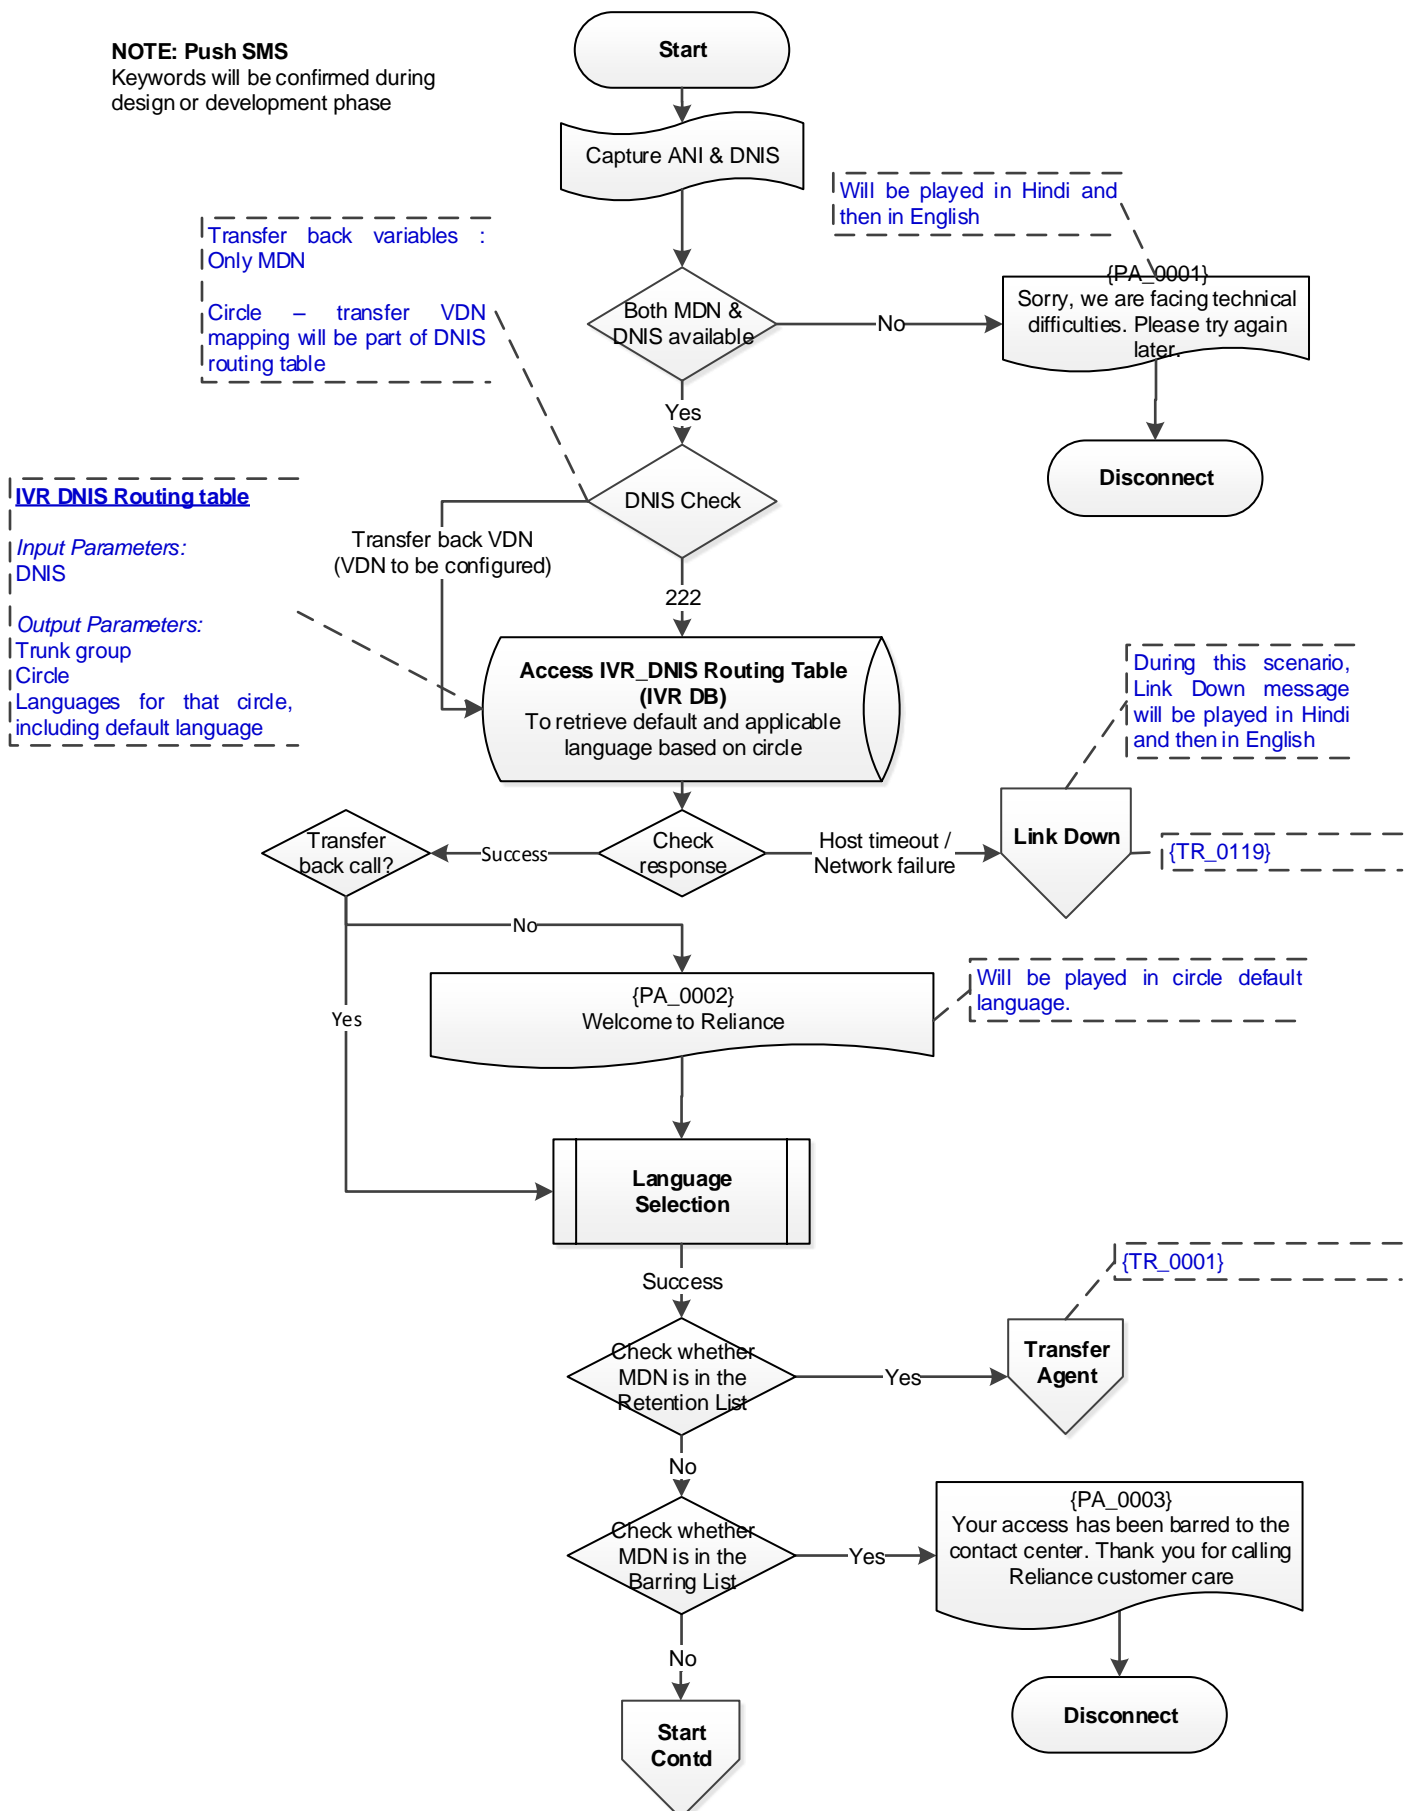 NOTE: Push SMS
Keywords will be confirmed during
design or development phase
Start
Capture ANI & DNIS
Will be played in Hindi and
then in English
Transfer back variables :
Only MDN
Circle – transfer VDN
mapping will be part of DNIS
routing table
Both MDN &
DNIS available
No
{PA_0001}
Sorry, we are facing technical
difficulties. Please try again
later.
Yes
Disconnect
DNIS Check
IVR DNIS Routing table
Input Parameters:
DNIS
Output Parameters:
Trunk group
Circle
Languages for that circle,
including default language
Transfer back VDN
(VDN to be configured)
222
Access IVR_DNIS Routing Table
(IVR DB)
To retrieve default and applicable
language based on circle
During this scenario,
Link Down message
will be played in Hindi
and then in English
Transfer
back call?
Success
Check
response
Host timeout /
Network failure
Link Down
{TR_0119}
No
Yes
{PA_0002}
Welcome to Reliance
Will be played in circle default
language.
Language
Selection
Success
{TR_0001}
Check whether
MDN is in the
Retention List
Yes
Transfer
Agent
No
Check whether
MDN is in the
Barring List
Yes
{PA_0003}
Your access has been barred to the
contact center. Thank you for calling
Reliance customer care
No
Disconnect
Start
Contd